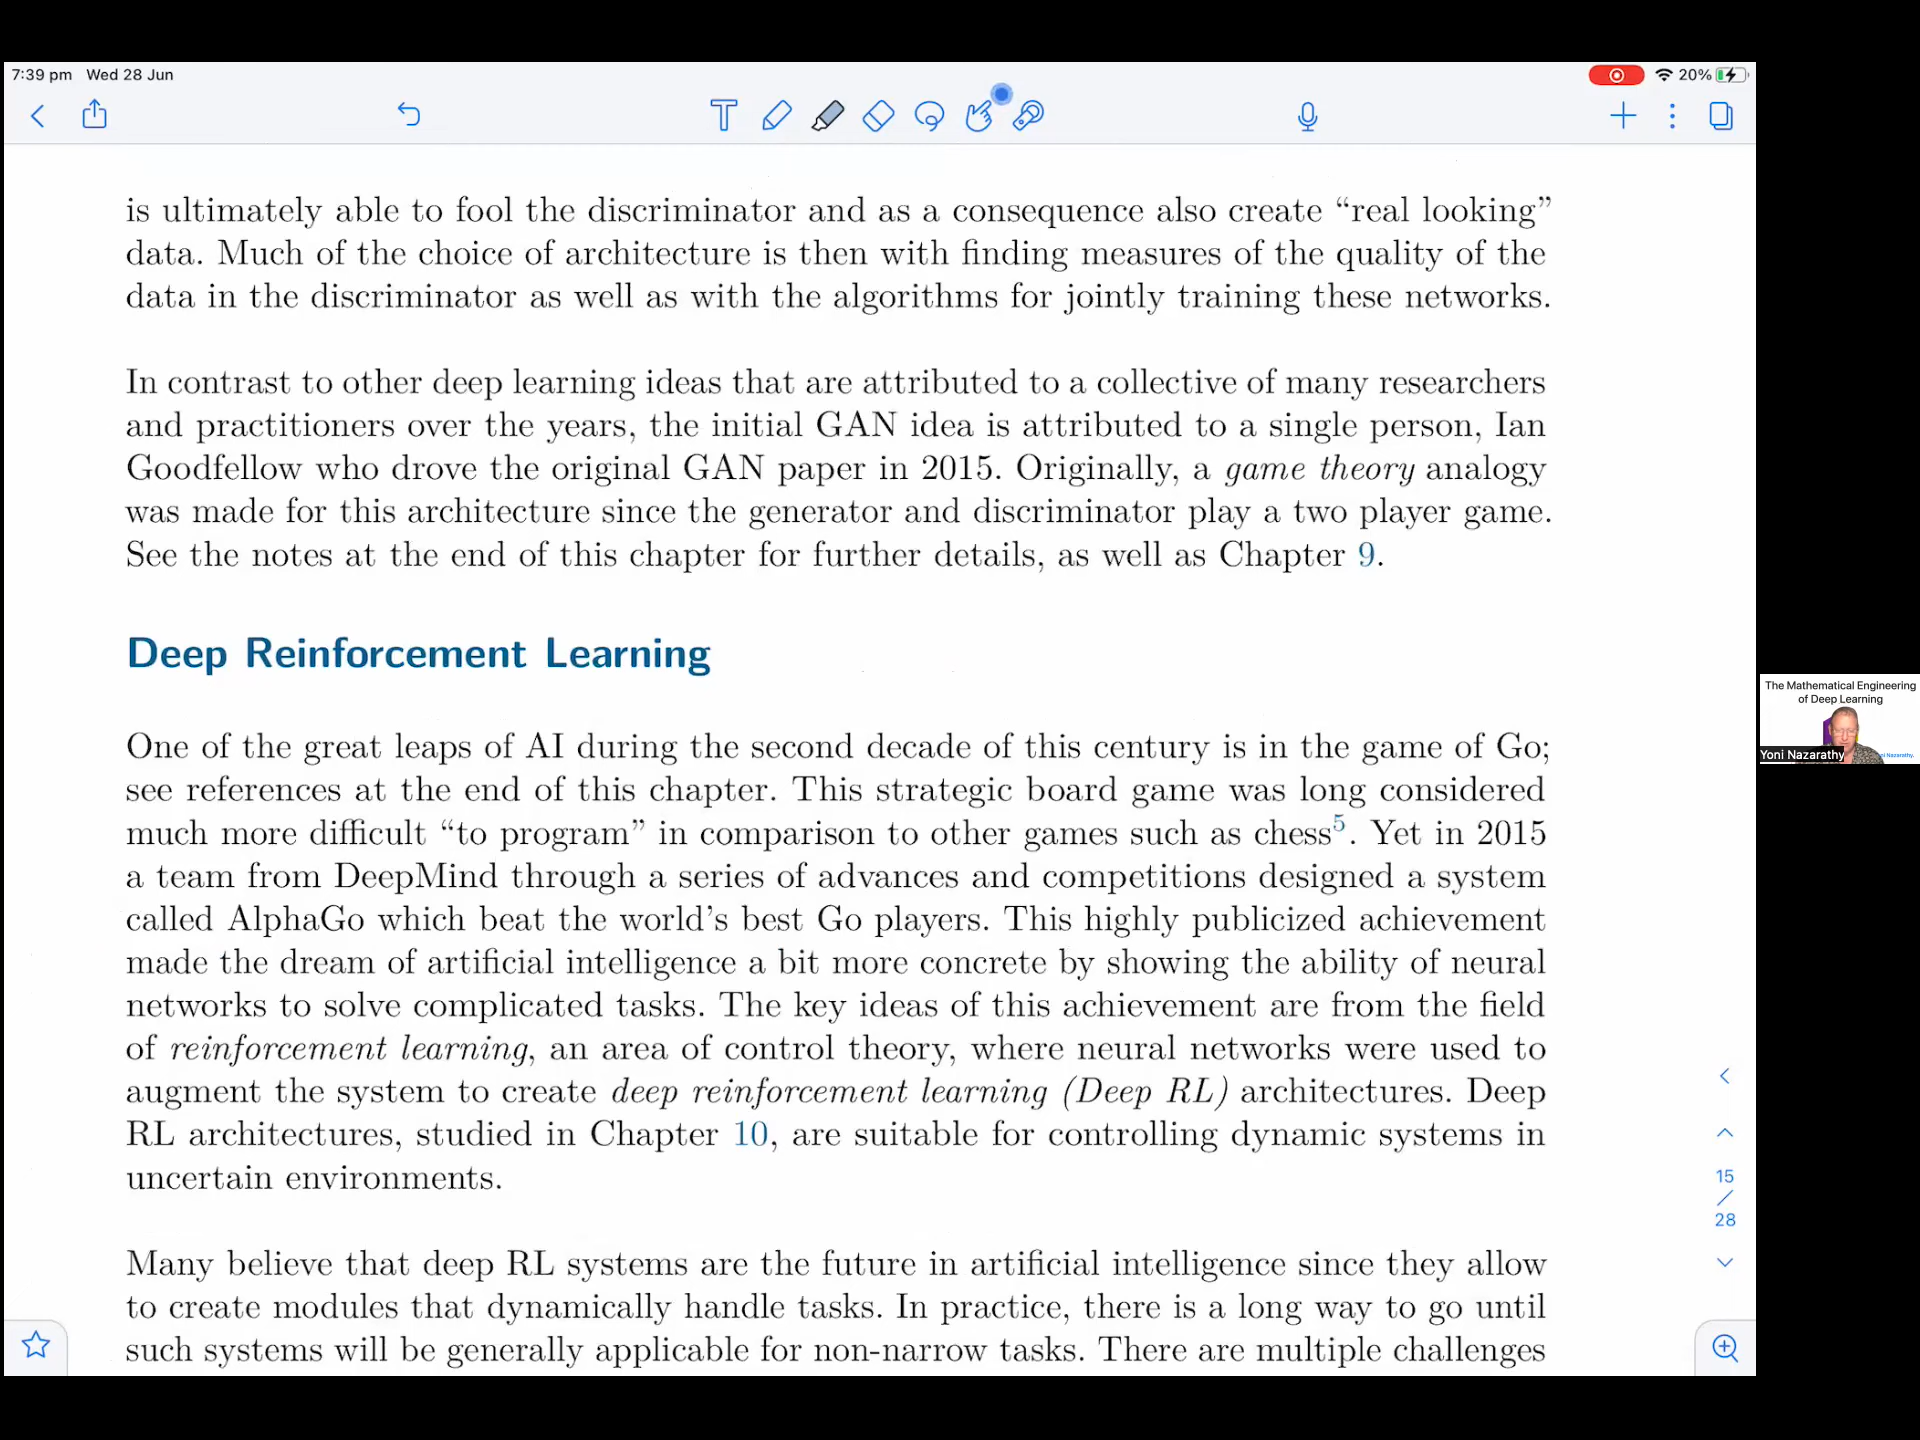 7:39 pm Wed 28 Jun
20%
is ultimately able to fool the discriminator and as a consequence also create “real looking”
data. Much of the choice of architecture is then with finding measures of the quality of the
data in the discriminator as well as with the algorithms for jointly training these networks.
In contrast to other deep learning ideas that are attributed to a collective of many researchers
and practitioners over the years, the initial GAN idea is attributed to a single person, Ian
Goodfellow who drove the original GAN paper in 2015. Originally, a game theory analogy
was made for this architecture since the generator and discriminator play a two player game.
See the notes at the end of this chapter for further details, as well as Chapter 9.
Deep Reinforcement Learning
One of the great leaps of AI during the second decade of this century is in the game of Go;
see references at the end of this chapter. This strategic board game was long considered
much more difficult “to program” in comparison to other games such as chess5. Yet in 2015
a team from DeepMind through a series of advances and competitions designed a system
called AlphaGo which beat the world’s best Go players. This highly publicized achievement
made the dream of artificial intelligence a bit more concrete by showing the ability of neural
networks to solve complicated tasks. The key ideas of this achievement are from the field
of reinforcement learning, an area of control theory, where neural networks were used to
augment the system to create deep reinforcement learning (Deep RL) architectures. Deep
RL architectures, studied in Chapter 10, are suitable for controlling dynamic systems in
uncertain environments.
Many believe that deep RL systems are the future in artificial intelligence since they allow
to create modules that dynamically handle tasks. In practice, there is a long way to go until
such systems will be generally applicable for non-narrow tasks. There are multiple challenges
15
/
28
The Mathematical Engineering
of Deep Learning
Yoni Nazarathy
Nazarathy.